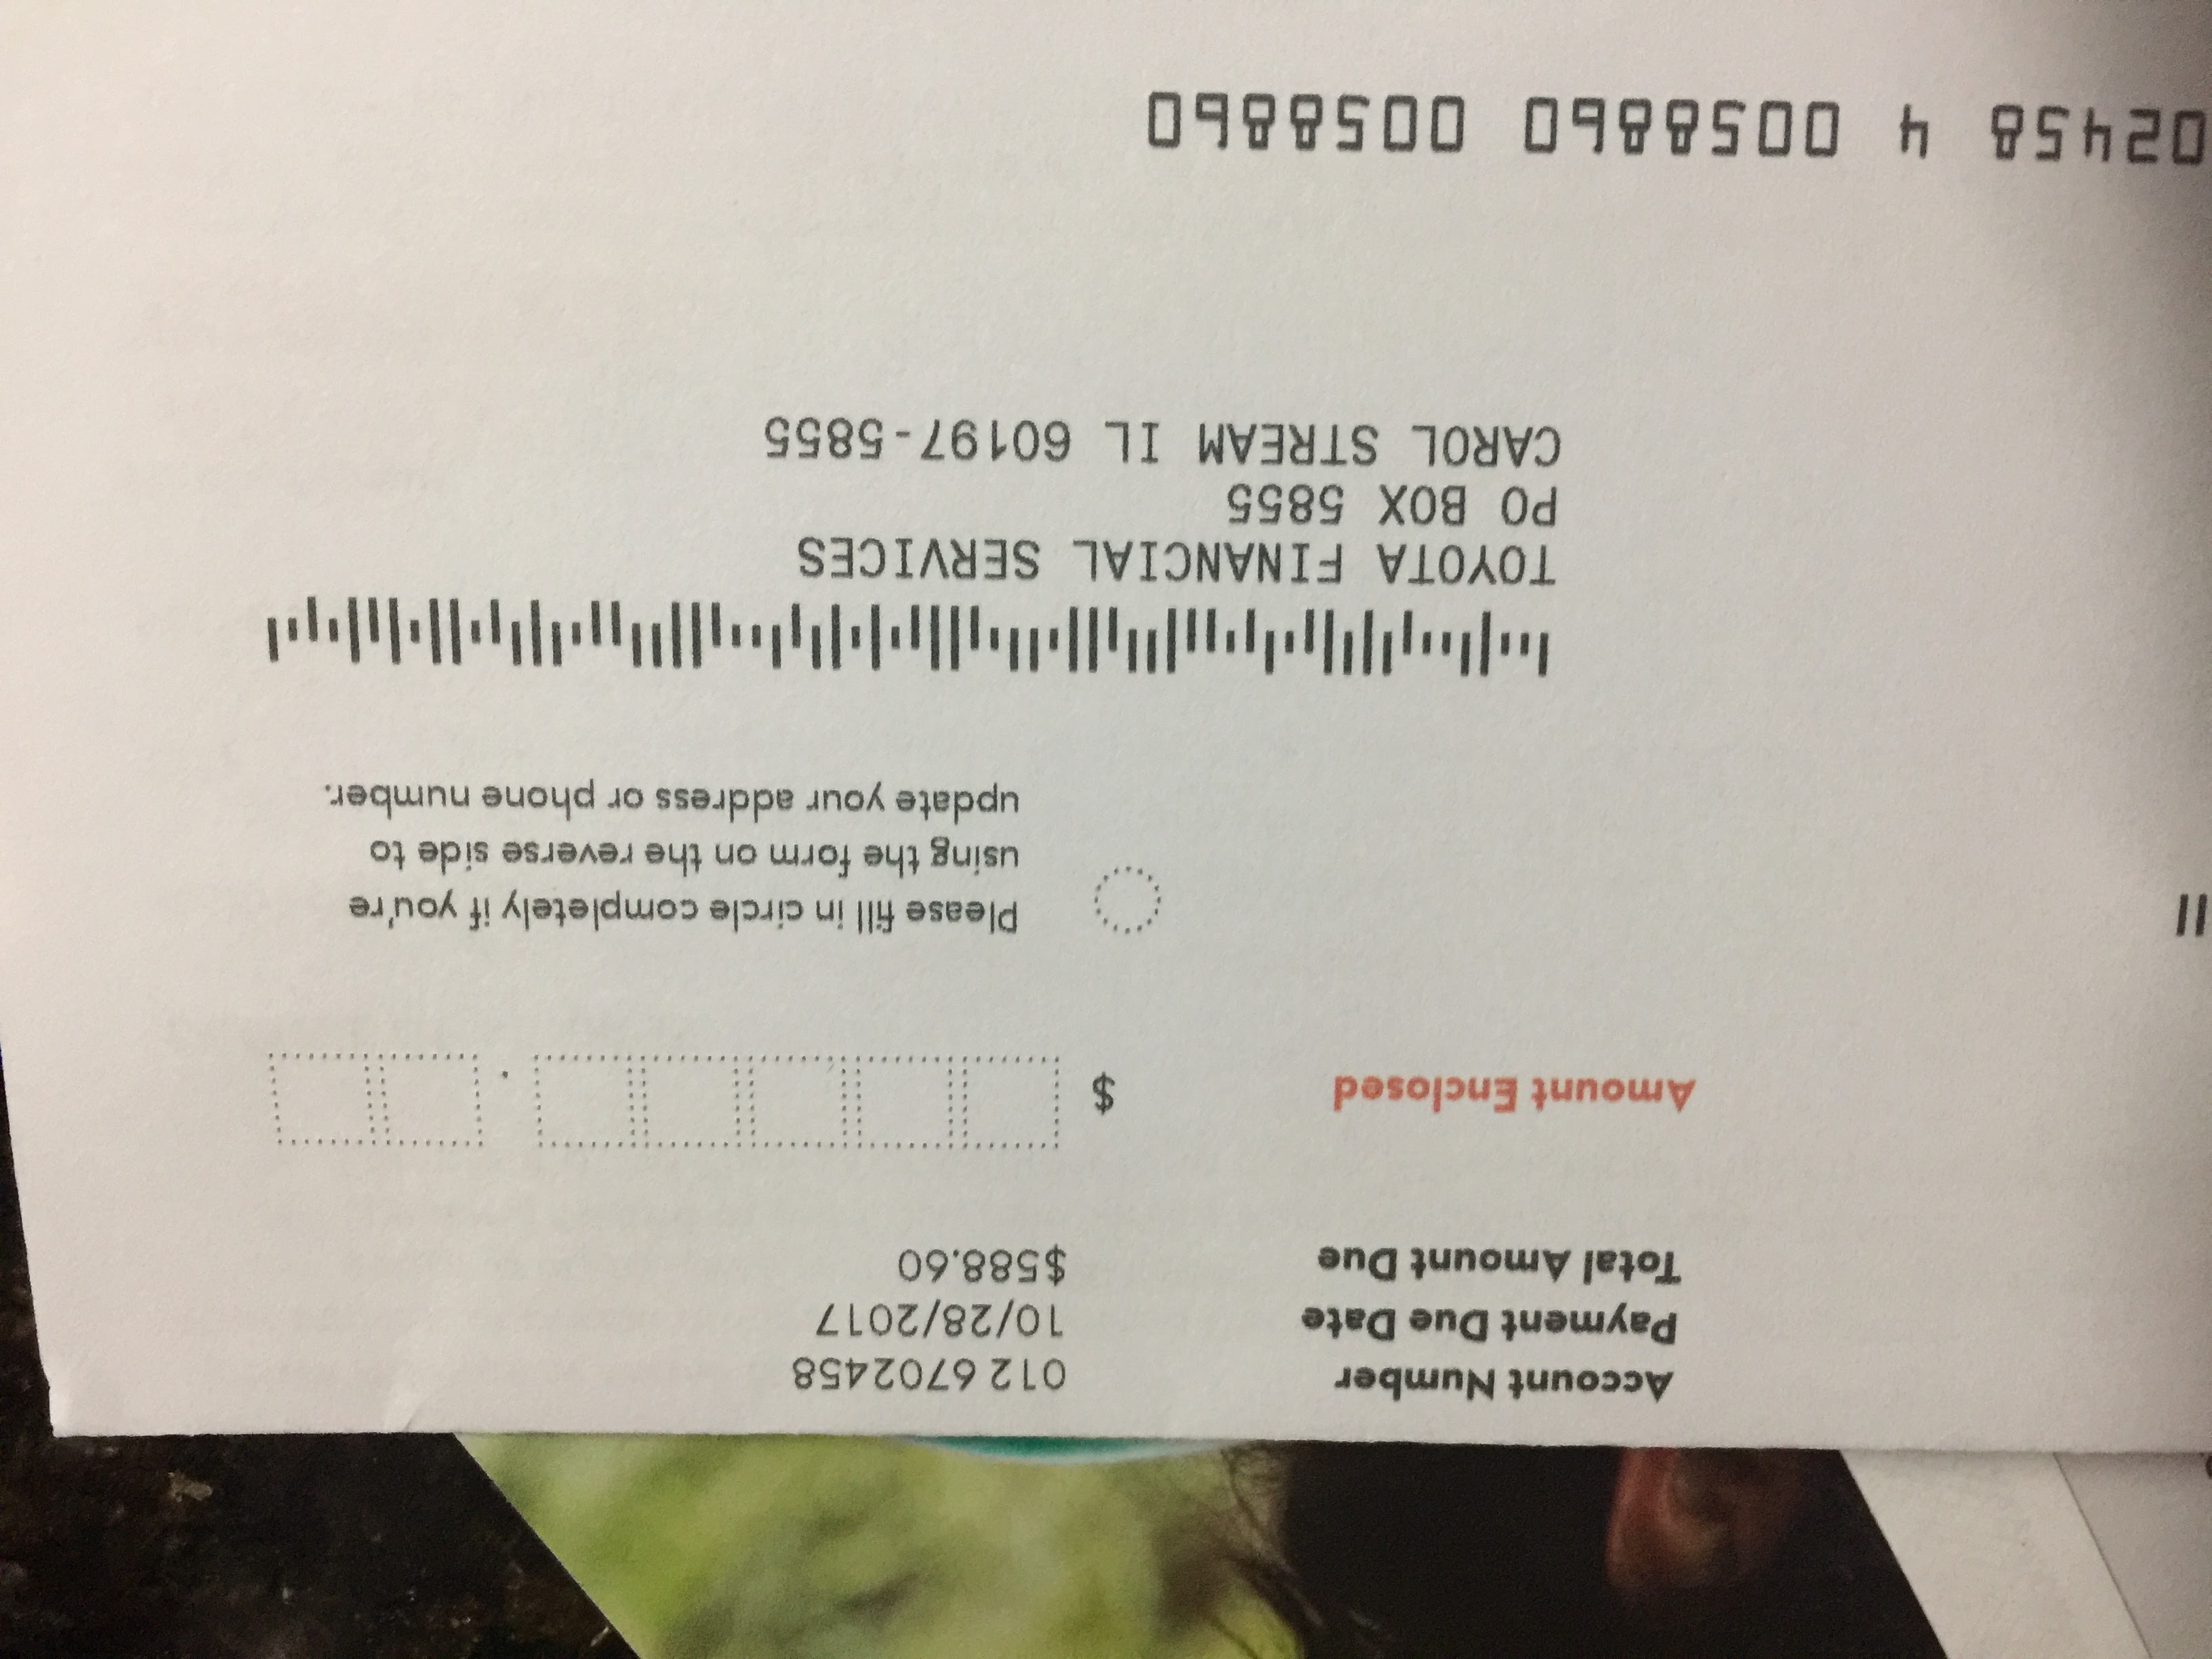 Account Number 012 6702458
Payment Due Date 10/28/2017
Total Amount Due $588.60
Amount Enclosed $ .
Please fill in circle completely if you're
using the form on the reverse side to
update your address or phone number.
TOYOTA FINANCIAL SERVICES
PO BOX 5855
CAROL STREAM IL 60197-5855
02458 4 0058860 0058860